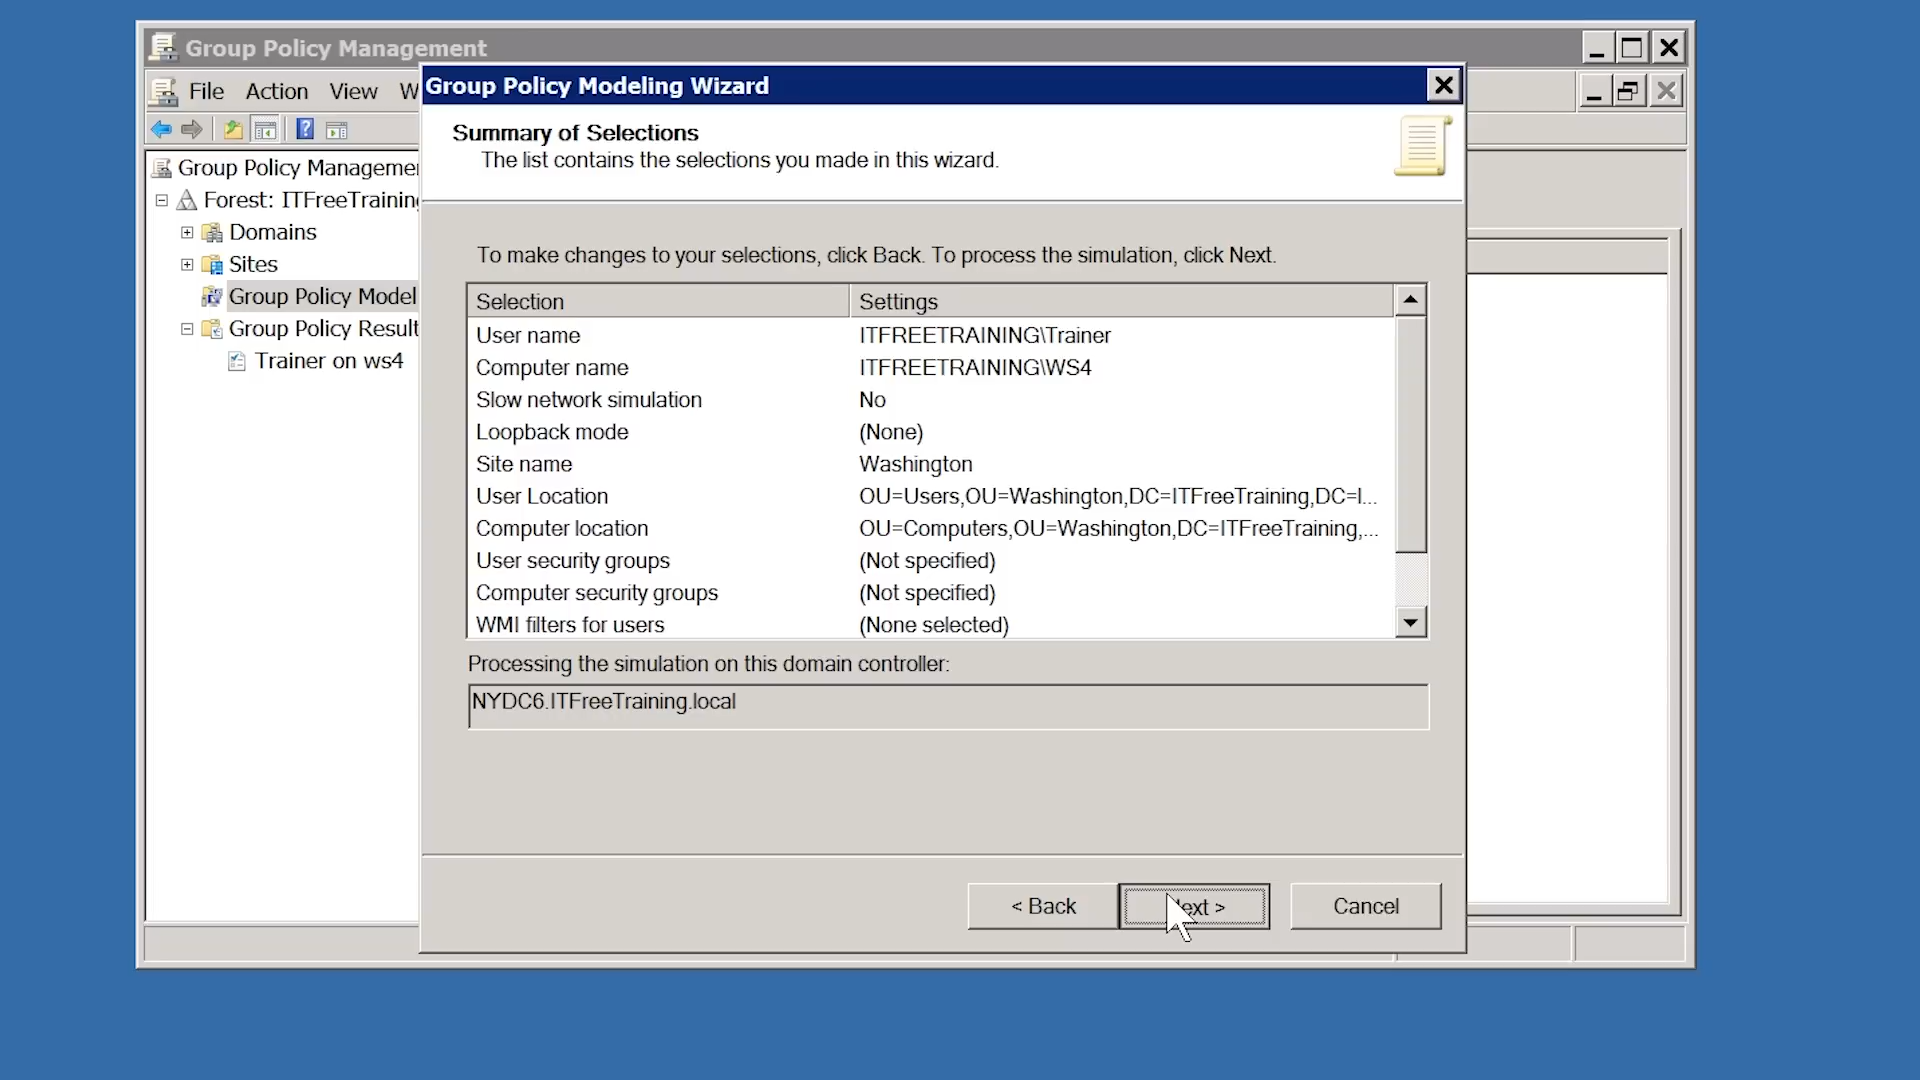 Group Policy Management
File Action View W
Group Policy Modeling Wizard
Summary of Selections
The list contains the selections you made in this wizard.
Group Policy Manageme
Forest: ITFreeTraining
Domains
Sites
Group Policy Model
Group Policy Result
Trainer on ws4
To make changes to your selections, click Back. To process the simulation, click Next.
Selection Settings
User name ITFREETRAINING\Trainer
Computer name ITFREETRAINING\WS4
Slow network simulation No
Loopback mode (None)
Site name Washington
User Location OU=Users,OU=Washington,DC=ITFreeTraining,DC=l...
Computer location OU=Computers,OU=Washington,DC=ITFreeTraining,...
User security groups (Not specified)
Computer security groups (Not specified)
WMI filters for users (None selected)
Processing the simulation on this domain controller:
NYDC6.ITFreeTraining.local
< Back ext > Cancel